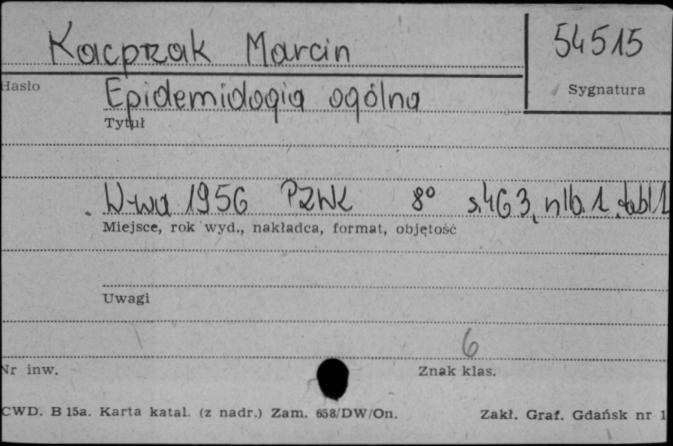 Kacprzak Marcin 54515
Hasło Sygnatura
Epidemiologia ogólna
Tytuł
W-wa 1956 PZWL 8° s.463, nlb.1 tabl 1
Miejsce, rok wyd., nakładca, format, objętość
Uwagi
6
Nr inw. Znak klas.
CWD. B 15a. Karta katal. (z nadr.) Zam. 658/DW/On. Zakł. Graf. Gdańsk nr 1